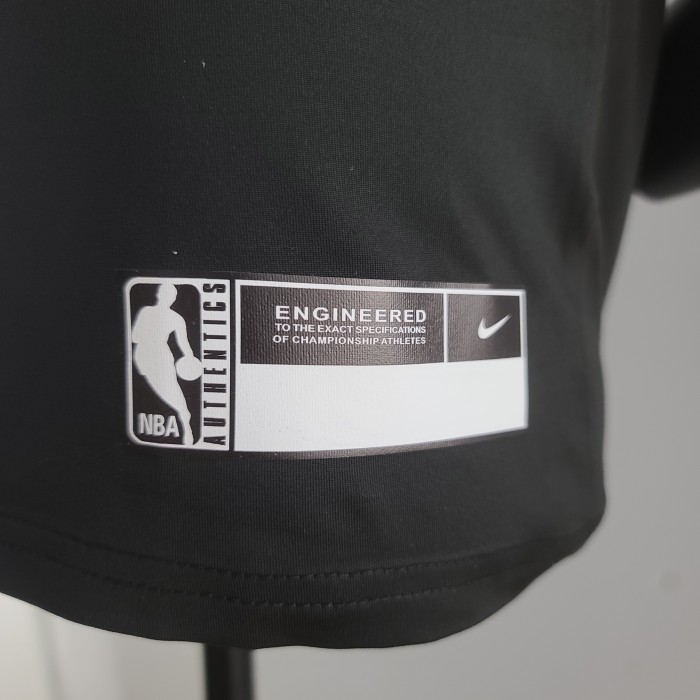 NBA
AUTHENTICS
ENGINEERED
TO THE EXACT SPECIFICATIONS
OF CHAMPIONSHIP ATHLETES